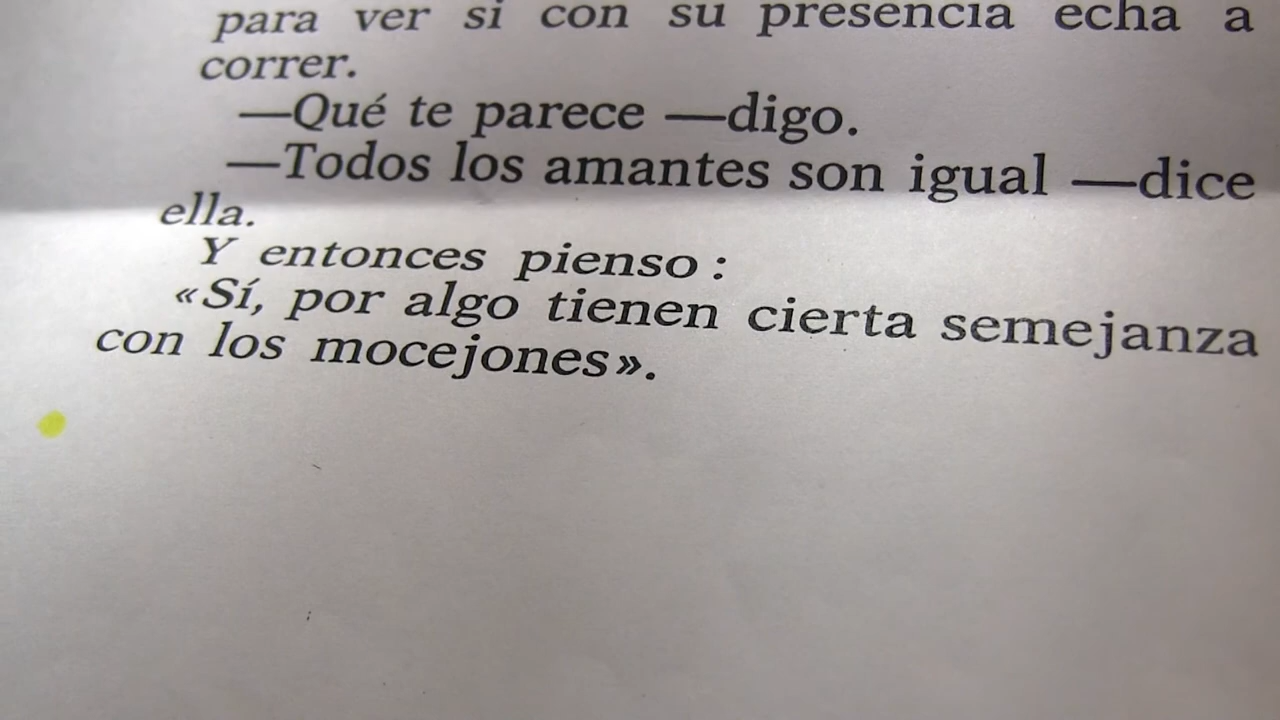 para ver si con su presencia echa a
correr.
—Qué te parece —digo.
—Todos los amantes son igual —dice
ella.
Y entonces pienso:
«Sí, por algo tienen cierta semejanza
con los mocejones».